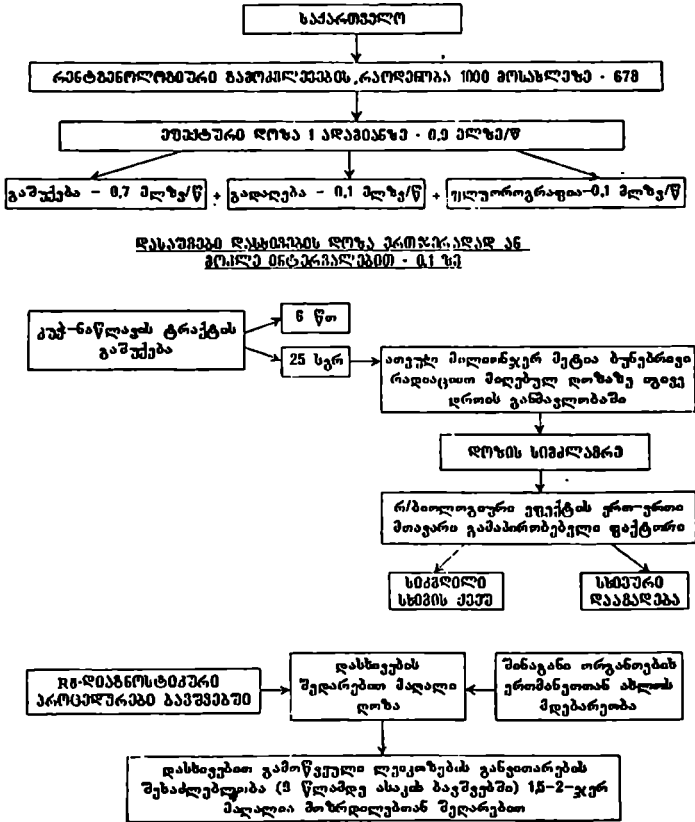 საქართველო
რენტგენოლოგიური გამოკვლევების რაოდენობა 1000 მოსახლეზე - 678
ეფექტური დოზა 1 ადამიანზე - 0,9 მლზვ/წ
გაშუქება - 0,7 მლზვ/წ + გადაღება - 0,1 მლზვ/წ + ფლუოროგრაფია-0,1 მლზვ/წ
დასაშვები დასხივების დოზა ერთჯერადად ან
მოკლე ინტერვალებით - 0,1 ზვ
6 წთ
კუჭ-ნაწლავის ტრაქტის
გაშუქება
25 სგრ
ათეულ მილიონჯერ მეტია ბუნებრივი
რადიაციით მიღებულ დოზაზე იგივე
დროის განმავლობაში
დოზის სიმძლავრე
რ/ბიოლოგიური ეფექტის ერთ-ერთი
მთავარი გამაპირობებელი ფაქტორი
სიკვდილი
სხივის ქვეშ
სხივური
დაავადება
Rg-დიაგნოსტიკური
პროცედურები ბავშვებში
დასხივების
შედარებით მაღალი
დოზა
შინაგანი ორგანოების
ერთმანეთთან ახლოს
მდებარეობა
დასხივებით გამოწვეული ლეიკოზების განვითარების
შესაძლებლობა (9 წლამდე ასაკის ბავშვებში) 1,5-2-ჯერ
მაღალია მოზრდილებთან შედარებით